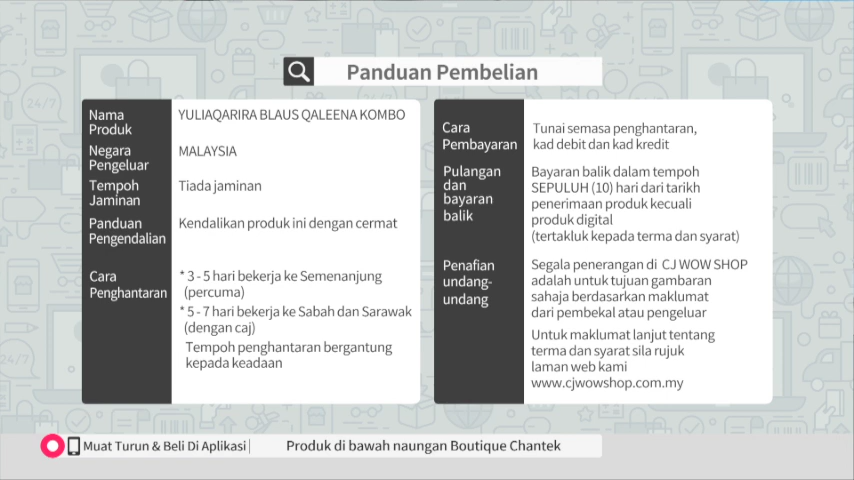 Panduan Pembelian
Nama
Produk
YULIAQARIRA BLAUS QALEENA KOMBO
Negara
Pengeluar
MALAYSIA
Tempoh
Jaminan
Tiada jaminan
Panduan
Pengendalian
Kendalikan produk ini dengan cermat
Cara
Penghantaran
* 3 - 5 hari bekerja ke Semenanjung
(percuma)
* 5 - 7 hari bekerja ke Sabah dan Sarawak
(dengan caj)
Tempoh penghantaran bergantung
kepada keadaan
Cara
Pembayaran
Tunai semasa penghantaran,
kad debit dan kad kredit
Pulangan
dan
bayaran
balik
Bayaran balik dalam tempoh
SEPULUH (10) hari dari tarikh
penerimaan produk kecuali
produk digital
(tertakluk kepada terma dan syarat)
Penafian
undang-
undang
Segala penerangan di CJ WOW SHOP
adalah untuk tujuan gambaran
sahaja berdasarkan maklumat
dari pembekal atau pengeluar
Untuk maklumat lanjut tentang
terma dan syarat sila rujuk
laman web kami
www.cjwowshop.com.my
Muat Turun & Beli Di Aplikasi
Produk di bawah naungan Boutique Chantek